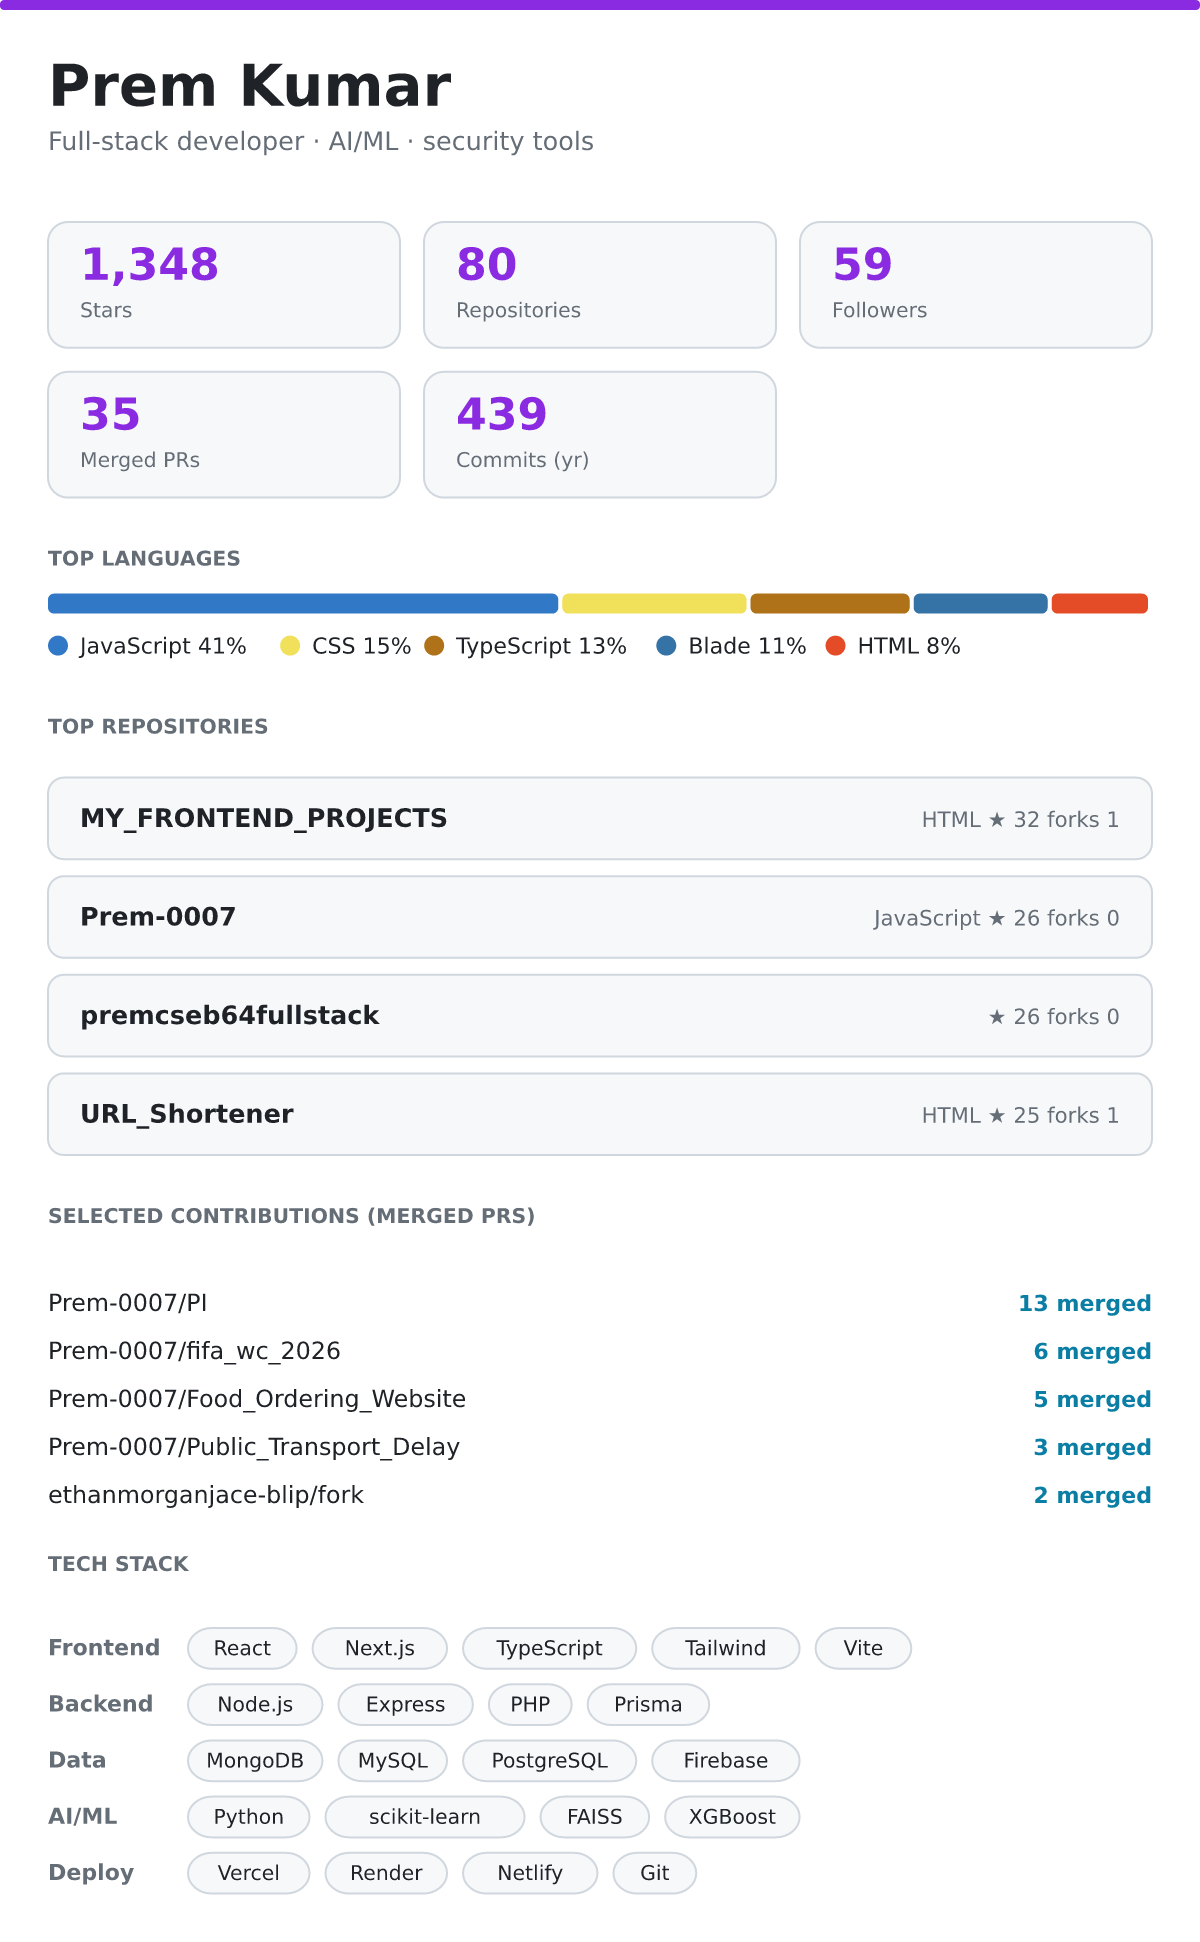 Prem Kumar
Full-stack developer · AI/ML · security tools
1,348
Stars
80
Repositories
59
Followers
35
Merged PRs
439
Commits (yr)
TOP LANGUAGES
JavaScript 41% CSS 15% TypeScript 13% Blade 11% HTML 8%
TOP REPOSITORIES
MY_FRONTEND_PROJECTS HTML ★ 32 forks 1
Prem-0007 JavaScript ★ 26 forks 0
premcseb64fullstack ★ 26 forks 0
URL_Shortener HTML ★ 25 forks 1
SELECTED CONTRIBUTIONS (MERGED PRS)
Prem-0007/PI 13 merged
Prem-0007/fifa_wc_2026 6 merged
Prem-0007/Food_Ordering_Website 5 merged
Prem-0007/Public_Transport_Delay 3 merged
ethanmorganjace-blip/fork 2 merged
TECH STACK
Frontend React Next.js TypeScript Tailwind Vite
Backend Node.js Express PHP Prisma
Data MongoDB MySQL PostgreSQL Firebase
AI/ML Python scikit-learn FAISS XGBoost
Deploy Vercel Render Netlify Git